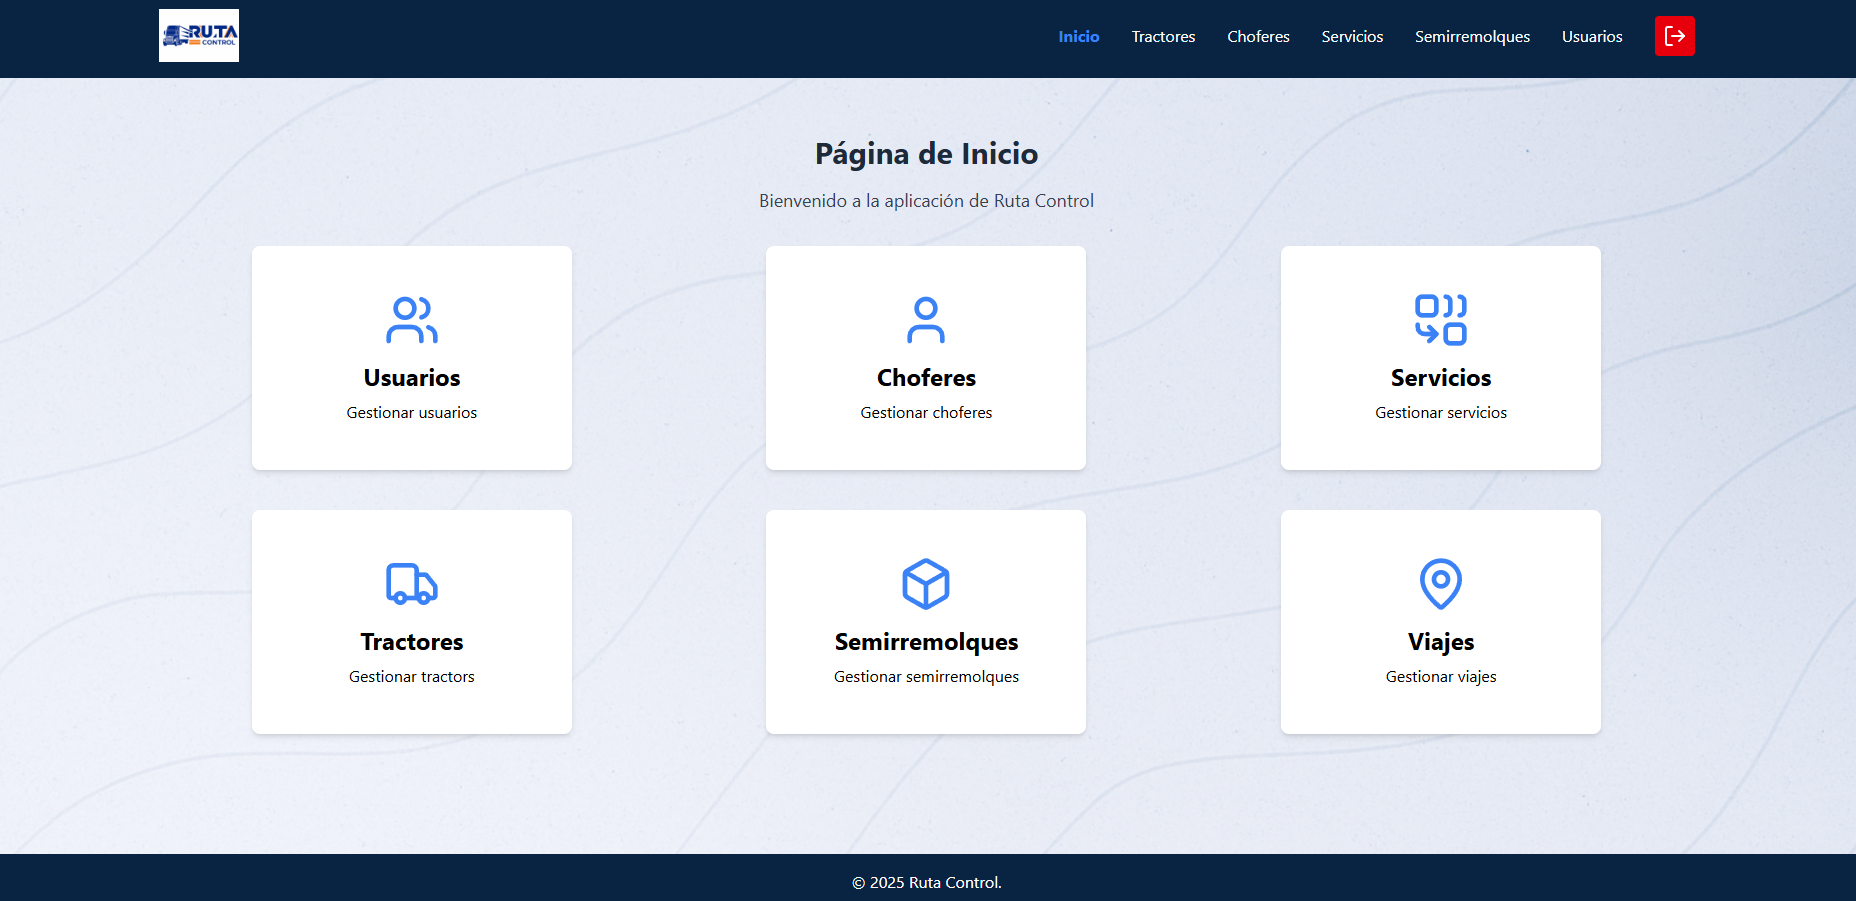 RUTA
CONTROL
Inicio
Tractores
Choferes
Servicios
Semirremolques
Usuarios
Página de Inicio
Bienvenido a la aplicación de Ruta Control
Usuarios
Gestionar usuarios
Choferes
Gestionar choferes
Servicios
Gestionar servicios
Tractores
Gestionar tractors
Semirremolques
Gestionar semirremolques
Viajes
Gestionar viajes
© 2025 Ruta Control.